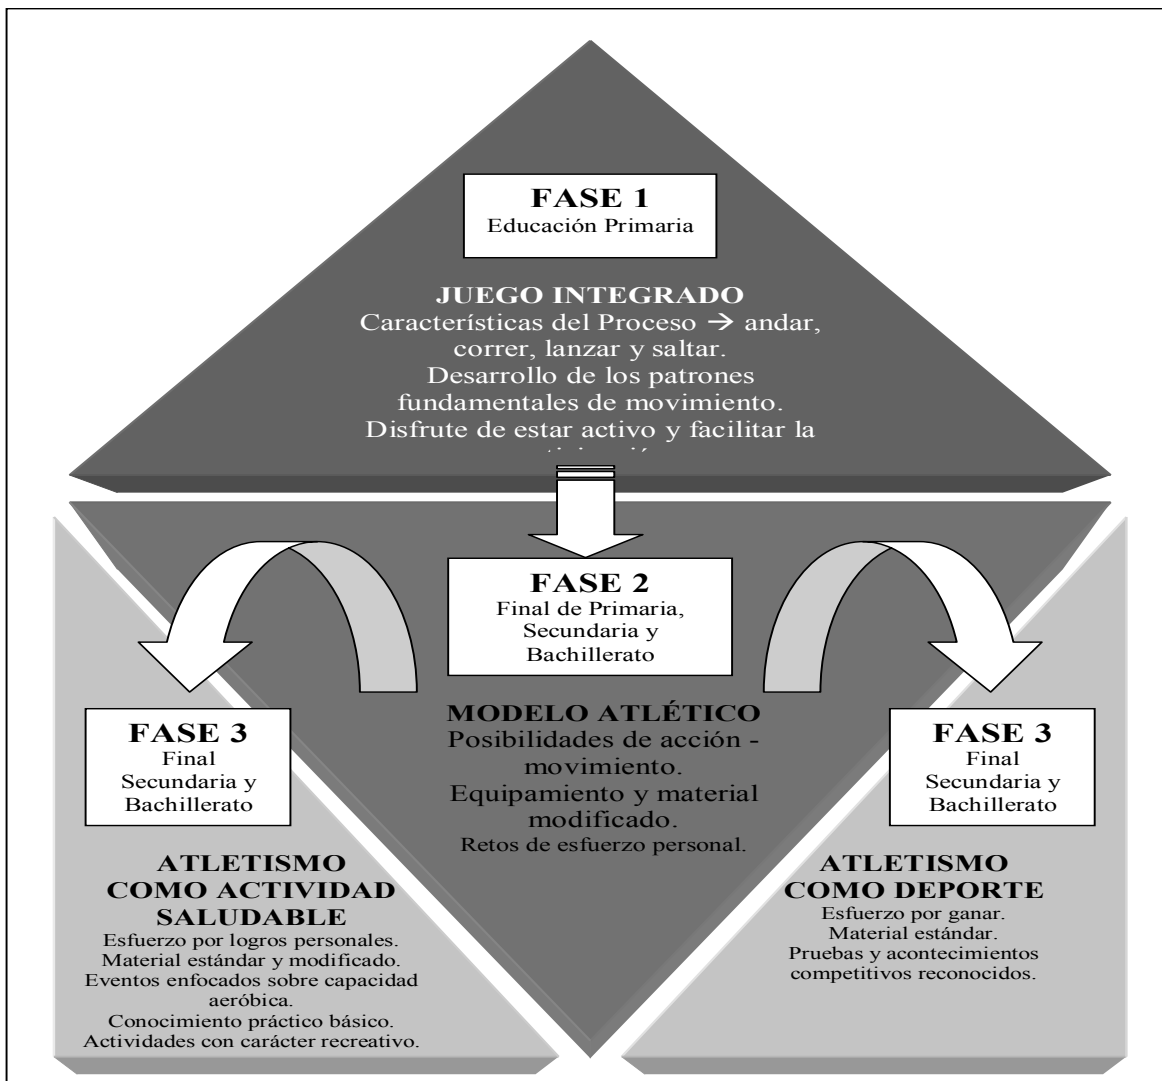 FASE 1
Educación Primaria
JUEGO INTEGRADO
Características del Proceso → andar,
correr, lanzar y saltar.
Desarrollo de los patrones
fundamentales de movimiento.
Disfrute de estar activo y facilitar la
FASE 2
Final de Primaria,
Secundaria y
Bachillerato
MODELO ATLÉTICO
Posibilidades de acción -
movimiento.
Equipamiento y material
modificado.
Retos de esfuerzo personal.
FASE 3
Final
Secundaria y
Bachillerato
ATLETISMO
COMO ACTIVIDAD
SALUDABLE
Esfuerzo por logros personales.
Material estándar y modificado.
Eventos enfocados sobre capacidad
aeróbica.
Conocimiento práctico básico.
Actividades con carácter recreativo.
FASE 3
Final
Secundaria y
Bachillerato
ATLETISMO
COMO DEPORTE
Esfuerzo por ganar.
Material estándar.
Pruebas y acontecimientos
competitivos reconocidos.